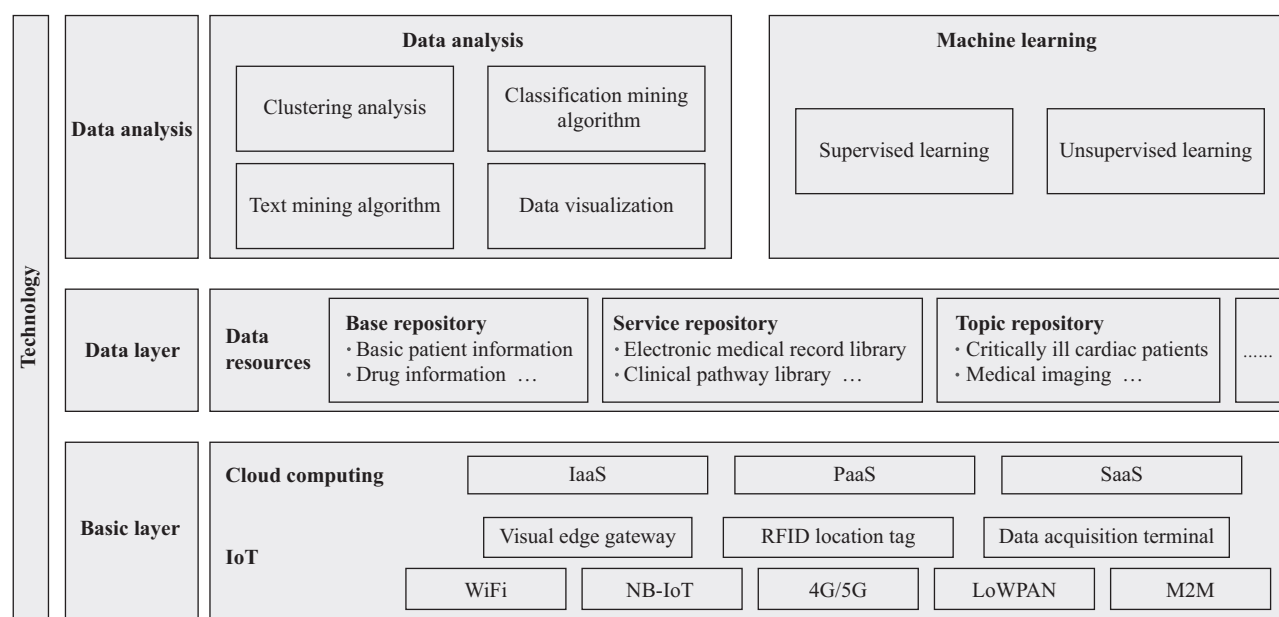 Technology
Data analysis
Data analysis
Clustering analysis
Classification mining
algorithm
Text mining algorithm
Data visualization
Machine learning
Supervised learning
Unsupervised learning
Data layer
Data
resources
Base repository
• Basic patient information
• Drug information …
Service repository
• Electronic medical record library
• Clinical pathway library …
Topic repository
• Critically ill cardiac patients
• Medical imaging …
......
Basic layer
Cloud computing
IaaS
PaaS
SaaS
IoT
Visual edge gateway
RFID location tag
Data acquisition terminal
WiFi
NB-IoT
4G/5G
LoWPAN
M2M